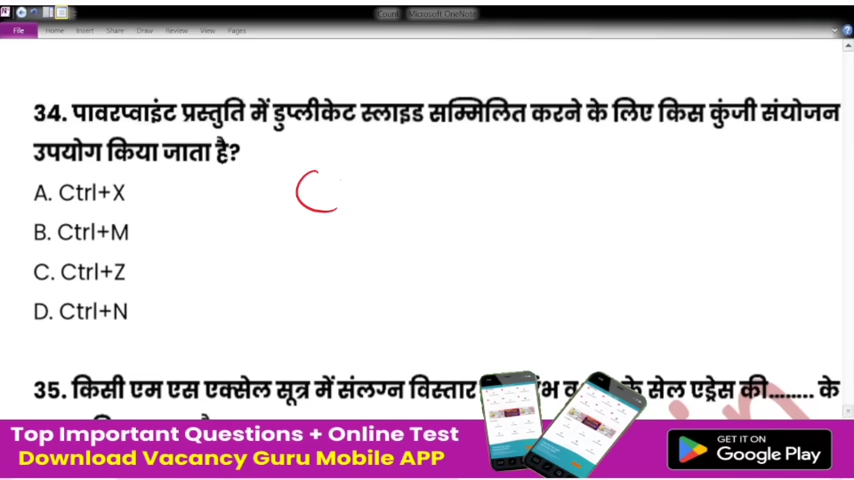 Count - Microsoft OneNote
File Home Insert Share Draw Review View Pages
34. पावरप्वाइंट प्रस्तुति में डुप्लीकेट स्लाइड सम्मिलित करने के लिए किस कुंजी संयोजन
उपयोग किया जाता है?
A. Ctrl+X
B. Ctrl+M
C. Ctrl+Z
D. Ctrl+N
35. किसी एम एस एक्सेल सूत्र में संलग्न विस्तार के सेल एड्रेस की........ के
Top Important Questions + Online Test
Download Vacancy Guru Mobile APP
GET IT ON
Google Play